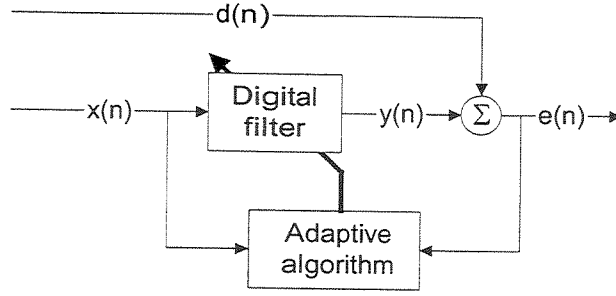 d(n)
x(n)
Digital
filter
y(n)
Σ
e(n)
Adaptive
algorithm